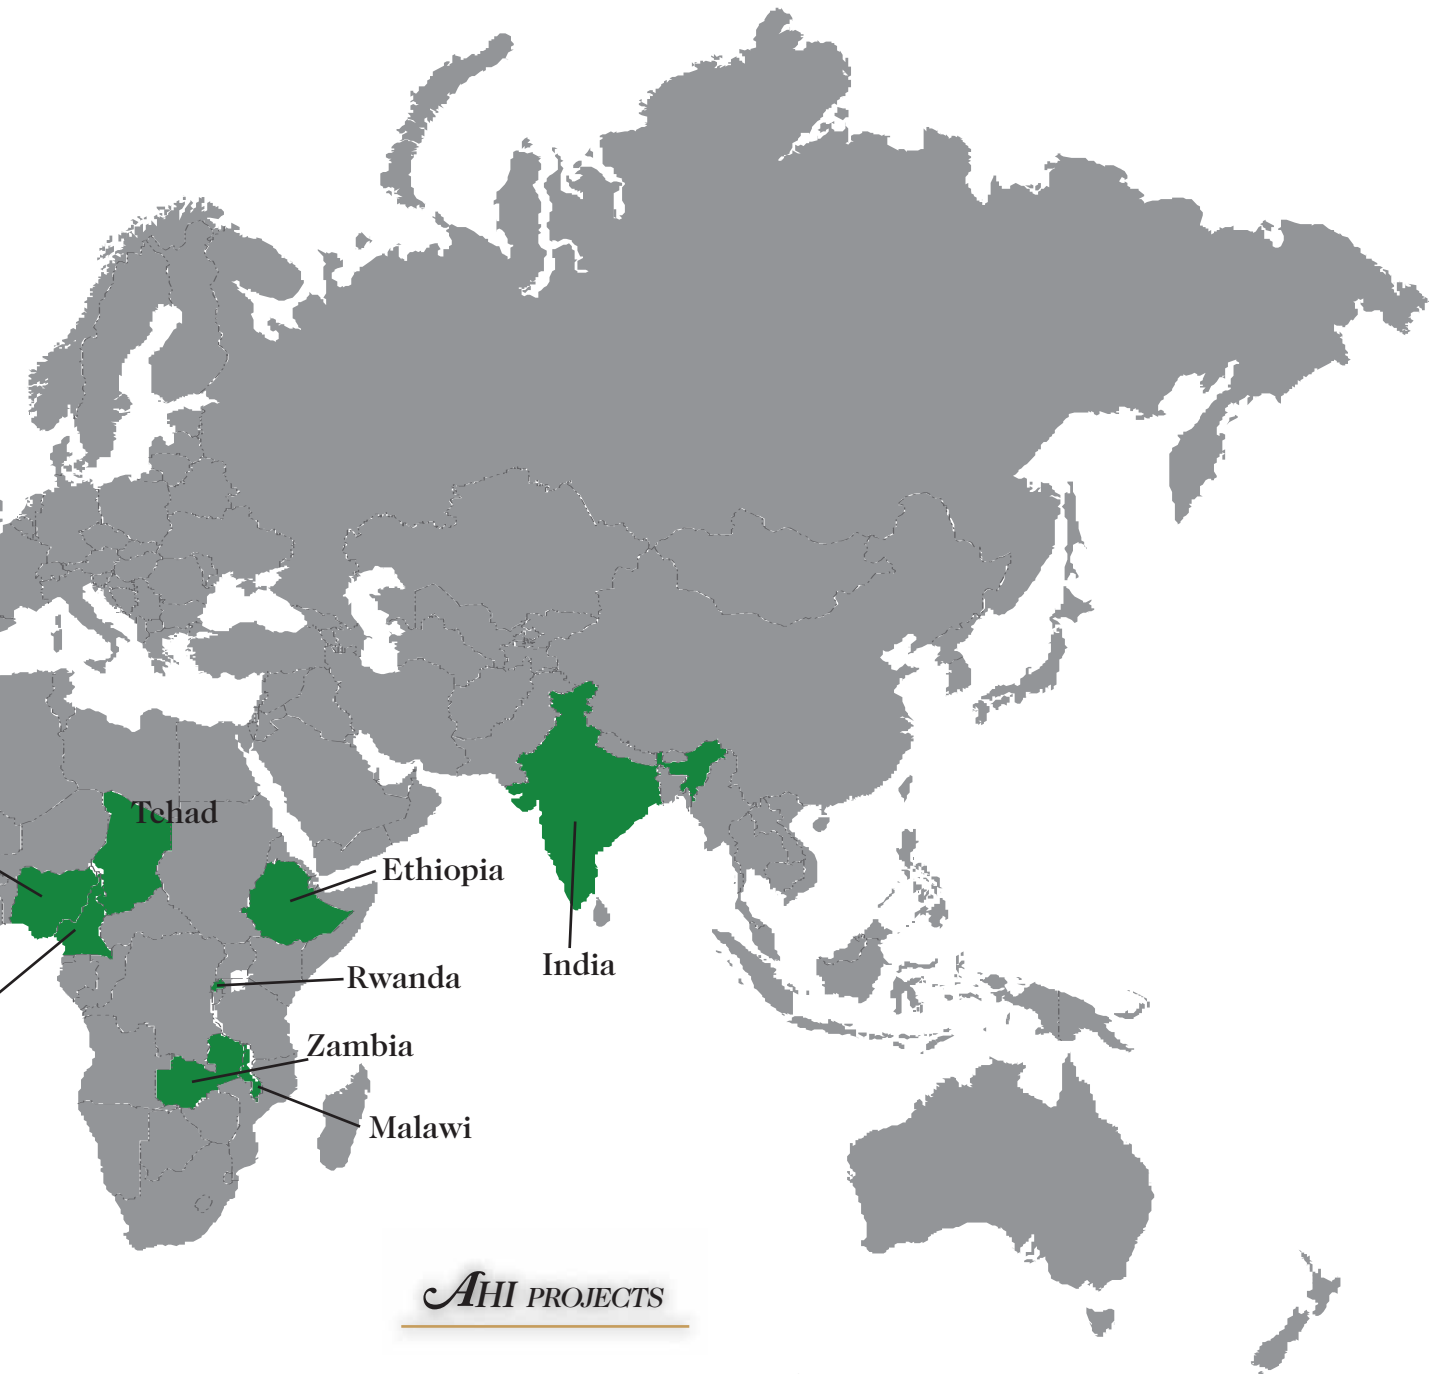 Tchad
Ethiopia
India
Rwanda
Zambia
Malawi
AHI PROJECTS